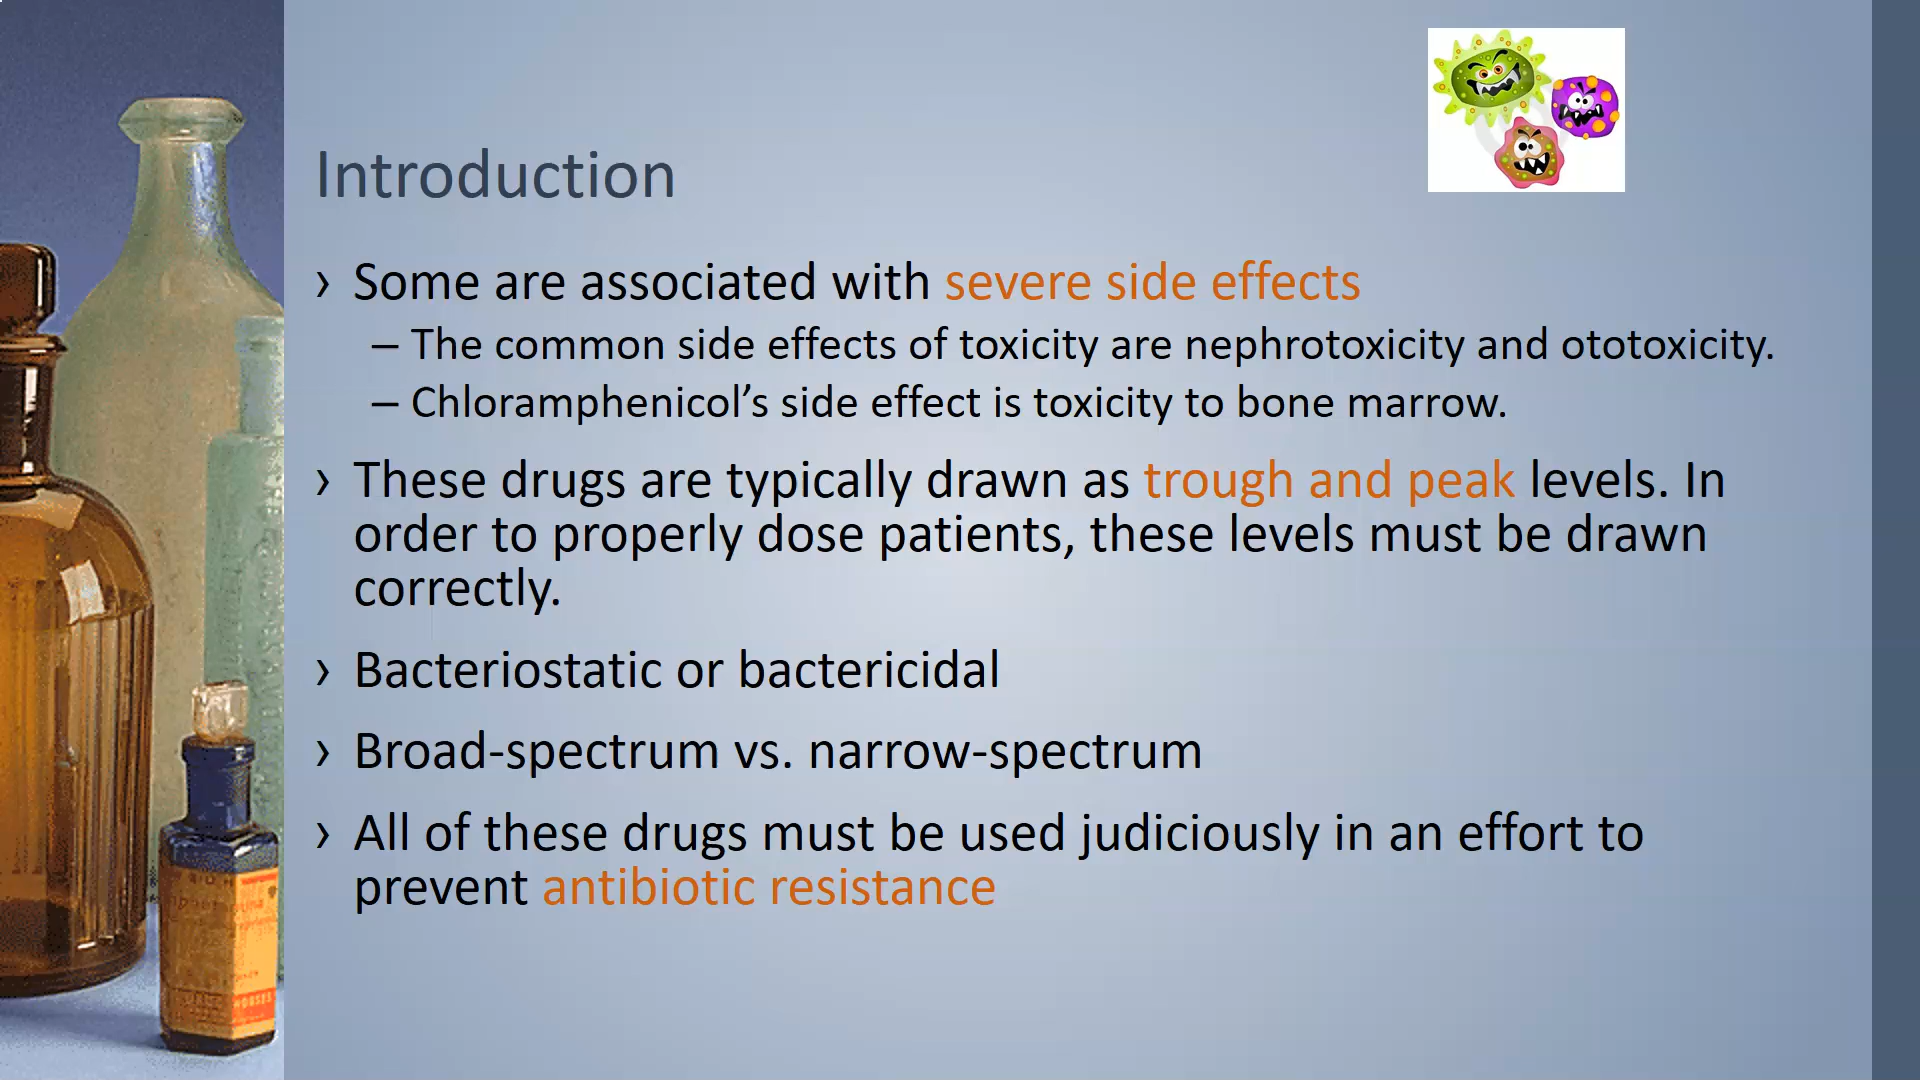 Introduction
› Some are associated with severe side effects
– The common side effects of toxicity are nephrotoxicity and ototoxicity.
– Chloramphenicol’s side effect is toxicity to bone marrow.
› These drugs are typically drawn as trough and peak levels. In
order to properly dose patients, these levels must be drawn
correctly.
› Bacteriostatic or bactericidal
› Broad-spectrum vs. narrow-spectrum
› All of these drugs must be used judiciously in an effort to
prevent antibiotic resistance